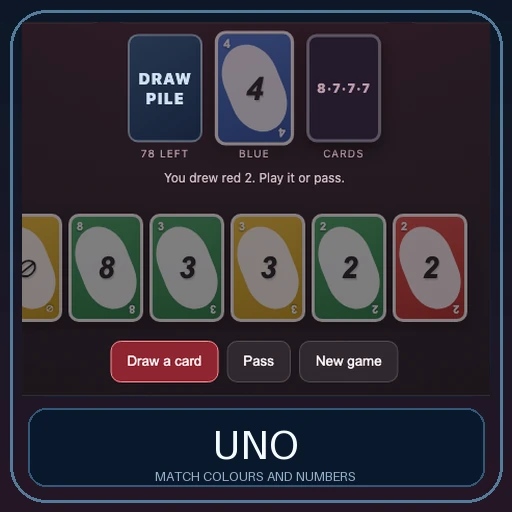 DRAW
PILE
4
4
4
8·7·7·7
78 LEFT
BLUE
CARDS
You drew red 2. Play it or pass.
8
8
8
3
3
3
3
3
3
2
2
2
2
2
2
Draw a card
Pass
New game
UNO
MATCH COLOURS AND NUMBERS